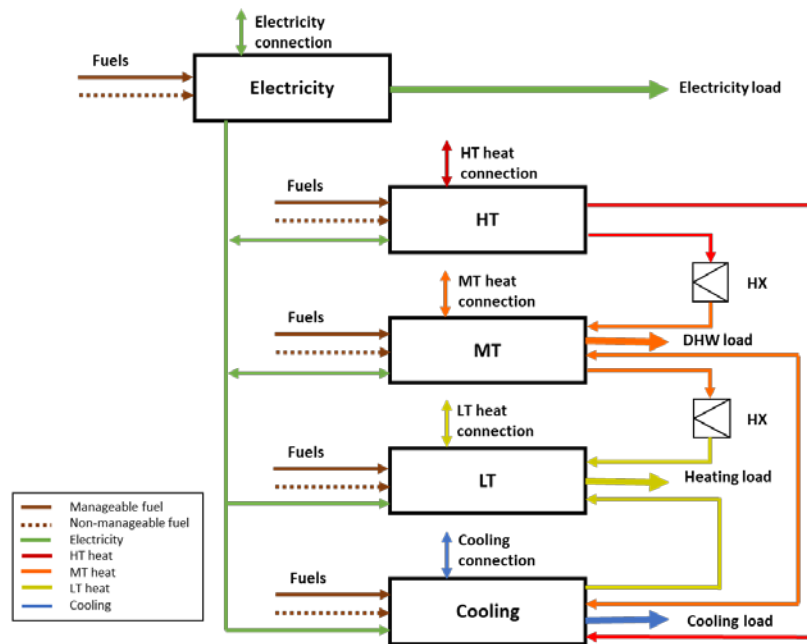 Electricity
connection
Fuels
Electricity
Electricity load
HT heat
connection
Fuels
HT
HX
MT heat
connection
Fuels
MT
DHW load
HX
LT heat
connection
Fuels
LT
Heating load
Manageable fuel
Non-manageable fuel
Electricity
HT heat
MT heat
LT heat
Cooling
Cooling
connection
Fuels
Cooling
Cooling load